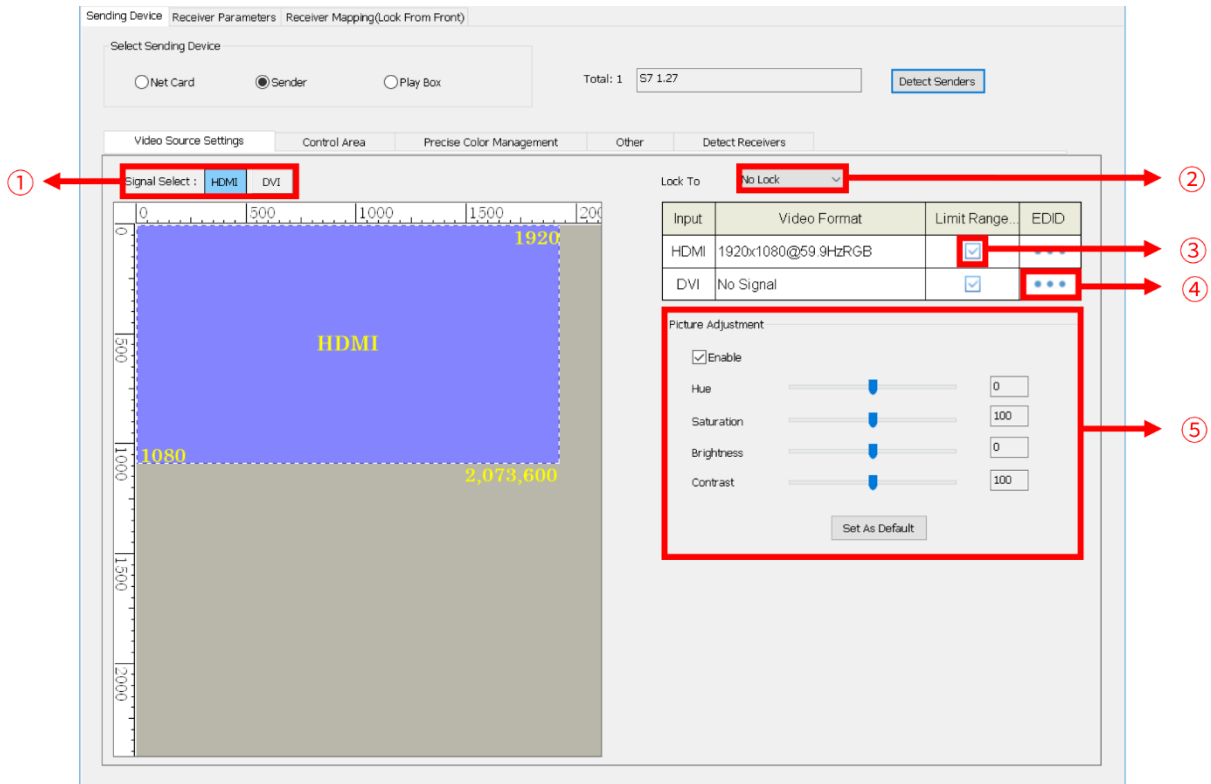 Sending Device Receiver Parameters Receiver Mapping(Look From Front)
Select Sending Device
Net Card Sender Play Box Total: 1 S7 1.27 Detect Senders
Video Source Settings Control Area Precise Color Management Other Detect Receivers
① Signal Select : HDMI DVI Lock To No Lock ②
0 500 1000 1500 200
Input Video Format Limit Range... EDID
0 1920
HDMI 1920x1080@59.9HzRGB ③
DVI No Signal ④
Picture Adjustment
500 HDMI
Enable
Hue 0
Saturation 100
⑤
Brightness 0
1000 1080
2,073,600
Contrast 100
Set As Default
1500
2000